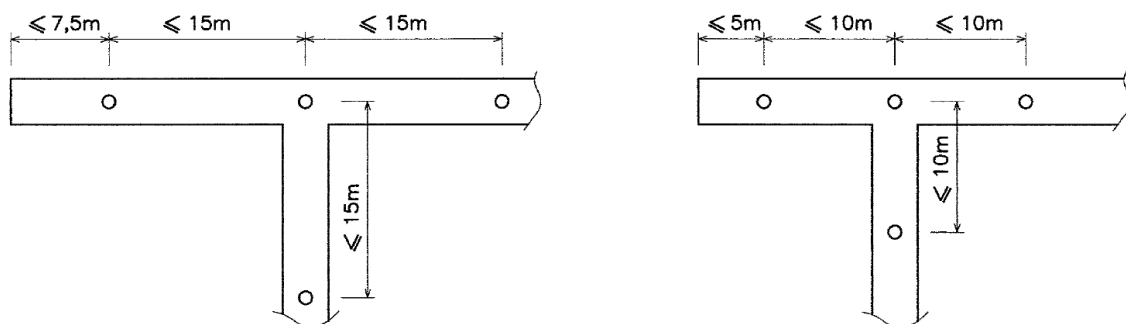 ≤ 7,5m ≤ 15m ≤ 15m
≤ 15m
≤ 5m ≤ 10m ≤ 10m
≤ 10m